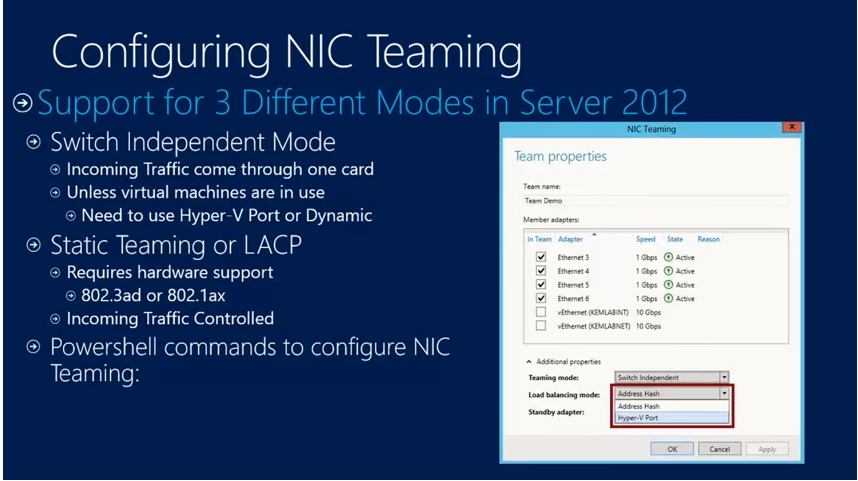 Configuring NIC Teaming
Support for 3 Different Modes in Server 2012
Switch Independent Mode
Incoming Traffic come through one card
Unless virtual machines are in use
Need to use Hyper-V Port or Dynamic
Static Teaming or LACP
Requires hardware support
802.3ad or 802.1ax
Incoming Traffic Controlled
Powershell commands to configure NIC
Teaming:
NIC Teaming
x
Team properties
Team name:
Team Demo
Member adapters:
In Team Adapter Speed State Reason
Ethernet 3 1 Gbps Active
Ethernet 4 1 Gbps Active
Ethernet 5 1 Gbps Active
Ethernet 6 1 Gbps Active
vEthernet (KEMLABINT) 10 Gbps
vEthernet (KEMLABNET) 10 Gbps
Additional properties
Teaming mode: Switch Independent
Load balancing mode: Address Hash
Address Hash
Standby adapter: Hyper-V Port
OK Cancel Apply